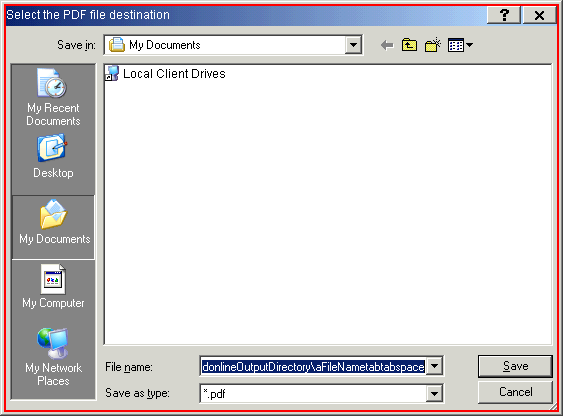 Select the PDF file destination
Save in: My Documents
Local Client Drives
My Recent
Documents
Desktop
My Documents
My Computer
My Network
Places
File name: donlineOutputDirectory\aFileNametabtabspace
Save
Save as type: *.pdf
Cancel